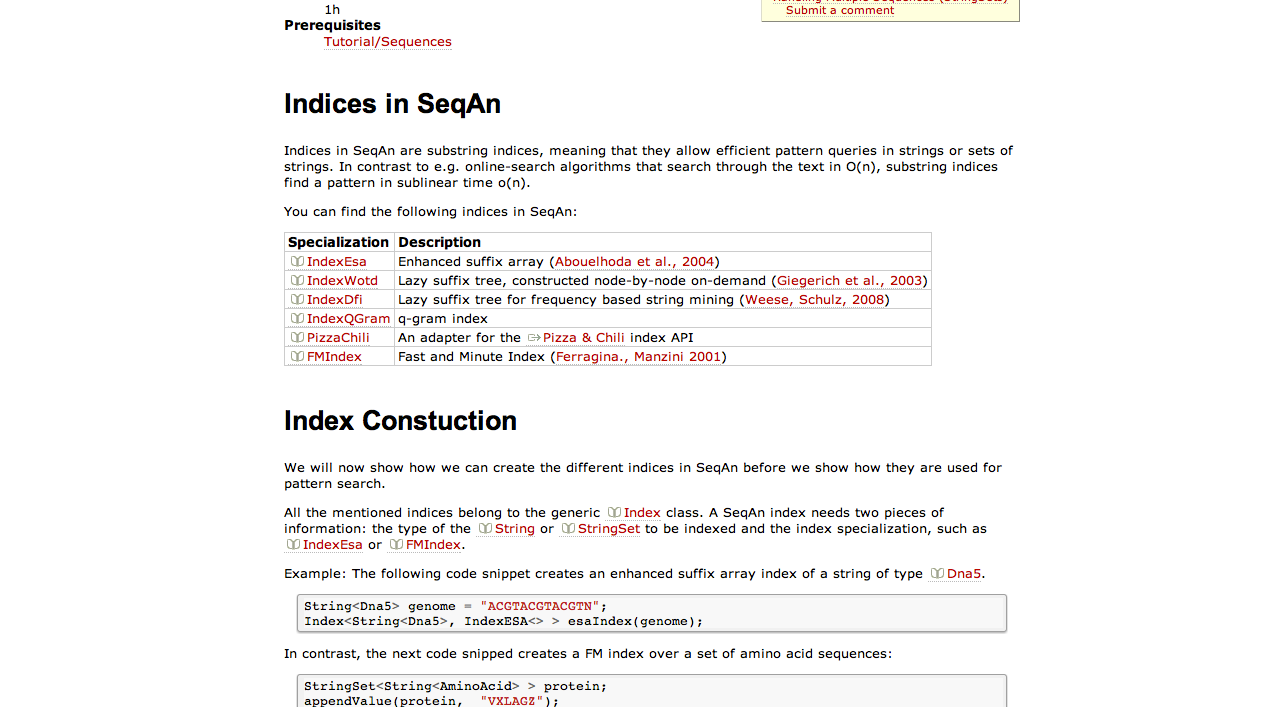 Handling Multiple Sequences (StringSets)
Submit a comment
1h
Prerequisites
Tutorial/Sequences
Indices in SeqAn
Indices in SeqAn are substring indices, meaning that they allow efficient pattern queries in strings or sets of
strings. In contrast to e.g. online-search algorithms that search through the text in O(n), substring indices
find a pattern in sublinear time o(n).
You can find the following indices in SeqAn:
Specialization Description
IndexEsa Enhanced suffix array (Abouelhoda et al., 2004)
IndexWotd Lazy suffix tree, constructed node-by-node on-demand (Giegerich et al., 2003)
IndexDfi Lazy suffix tree for frequency based string mining (Weese, Schulz, 2008)
IndexQGram q-gram index
PizzaChili An adapter for the Pizza & Chili index API
FMIndex Fast and Minute Index (Ferragina., Manzini 2001)
Index Constuction
We will now show how we can create the different indices in SeqAn before we show how they are used for
pattern search.
All the mentioned indices belong to the generic Index class. A SeqAn index needs two pieces of
information: the type of the String or StringSet to be indexed and the index specialization, such as
IndexEsa or FMIndex.
Example: The following code snippet creates an enhanced suffix array index of a string of type Dna5.
String<Dna5> genome = "ACGTACGTACGTN";
Index<String<Dna5>, IndexESA<> > esaIndex(genome);
In contrast, the next code snipped creates a FM index over a set of amino acid sequences:
StringSet<String<AminoAcid> > protein;
appendValue(protein, "VXLAGZ");